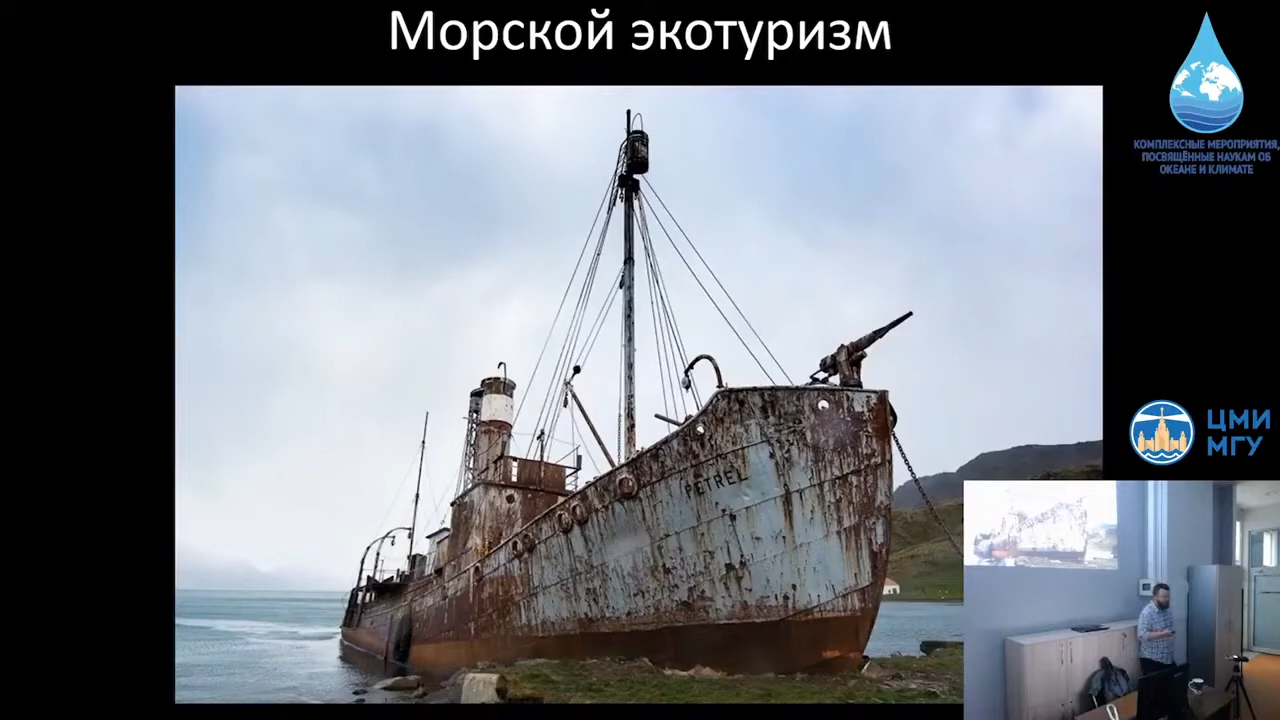 Морской экотуризм
КОМПЛЕКСНЫЕ МЕРОПРИЯТИЯ,
ПОСВЯЩЁННЫЕ НАУКАМ ОБ
ОКЕАНЕ И КЛИМАТЕ
PETREL
ЦМИ
МГУ